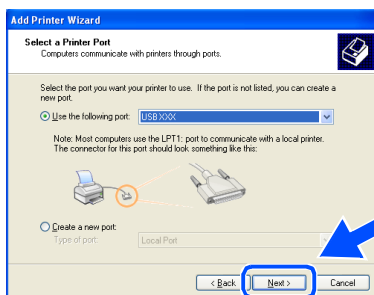 Add Printer Wizard
Select a Printer Port
Computers communicate with printers through ports.
Select the port you want your printer to use. If the port is not listed, you can create a
new port.
Use the following port: USBXXX
Note: Most computers use the LPT1: port to communicate with a local printer.
The connector for this port should look something like this:
Create a new port:
Type of port: Local Port
< Back Next > Cancel